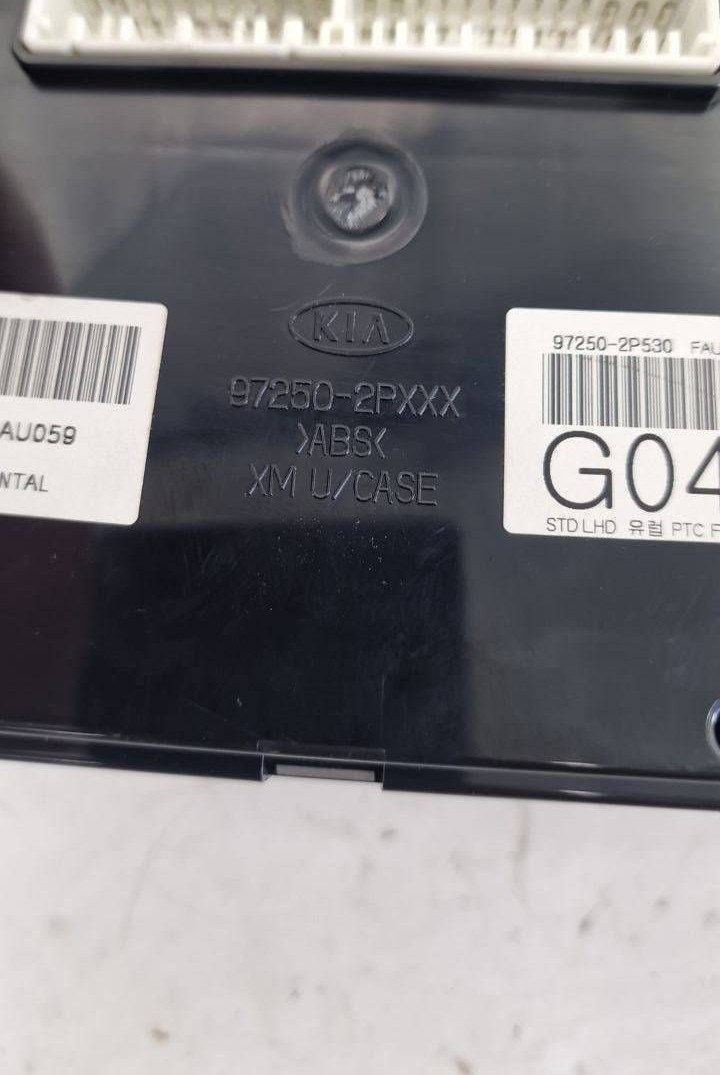 KIA
97250-2PXXX
>ABS<
XM U/CASE
AU059
NTAL
97250-2P530 FAU
G04
STD LHD 유럽 PTC F